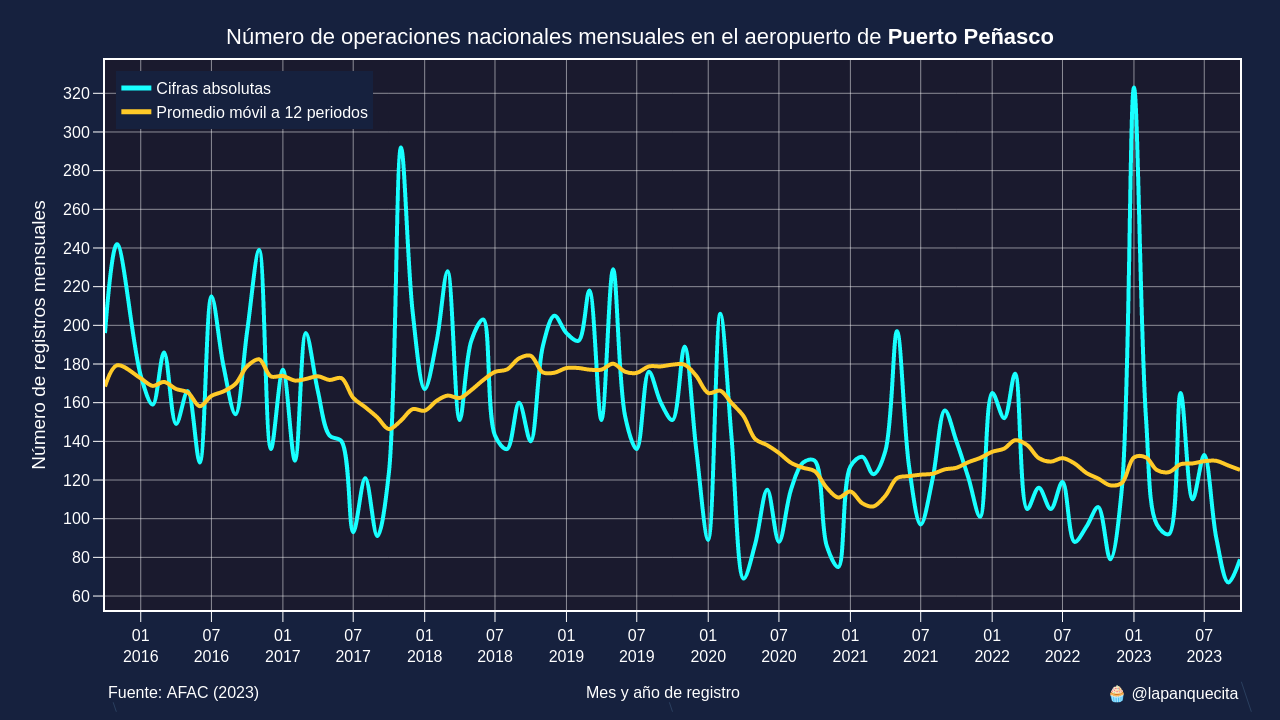 Número de operaciones nacionales mensuales en el aeropuerto de Puerto Peñasco
Cifras absolutas
Promedio móvil a 12 periodos
Número de registros mensuales
320
300
280
260
240
220
200
180
160
140
120
100
80
60
01 07 01 07 01 07 01 07 01 07 01 07 01 07 01 07
2016 2016 2017 2017 2018 2018 2019 2019 2020 2020 2021 2021 2022 2022 2023 2023
Fuente: AFAC (2023) Mes y año de registro 🧁 @lapanquecita